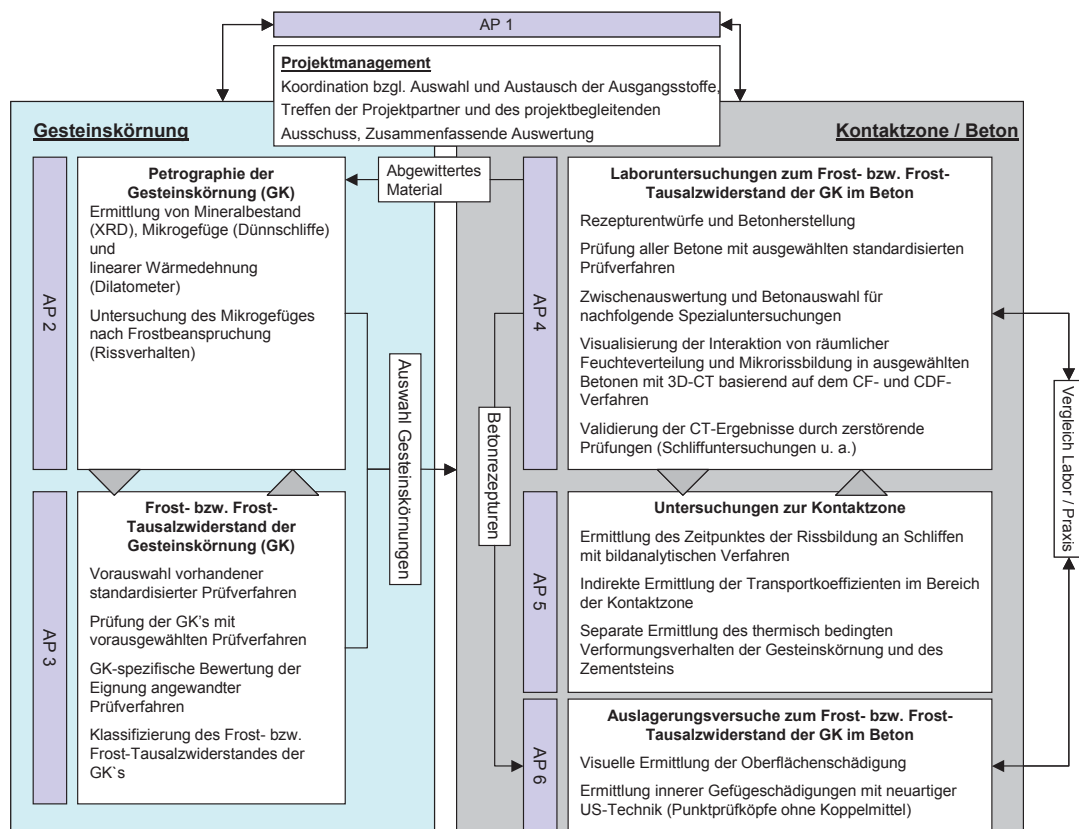 AP 1
Projektmanagement
Koordination bzgl. Auswahl und Austausch der Ausgangsstoffe,
Treffen der Projektpartner und des projektbegleitenden
Ausschuss, Zusammenfassende Auswertung
Gesteinskörnung
Kontaktzone / Beton
AP 2
Petrographie der
Gesteinskörnung (GK)
Ermittlung von Mineralbestand
(XRD), Mikrogefüge (Dünnschliffe)
und
linearer Wärmedehnung
(Dilatometer)
Untersuchung des Mikrogefüges
nach Frostbeanspruchung
(Rissverhalten)
AP 3
Frost- bzw. Frost-
Tausalzwiderstand der
Gesteinskörnung (GK)
Vorauswahl vorhandener
standardisierter Prüfverfahren
Prüfung der GK's mit
vorausgewählten Prüfverfahren
GK-spezifische Bewertung der
Eignung angewandter
Prüfverfahren
Klassifizierung des Frost- bzw.
Frost-Tausalzwiderstandes der
GK`s
Abgewittertes
Material
Auswahl Gesteinskörnungen
Betonrezepturen
AP 4
Laboruntersuchungen zum Frost- bzw. Frost-
Tausalzwiderstand der GK im Beton
Rezepturentwürfe und Betonherstellung
Prüfung aller Betone mit ausgewählten standardisierten
Prüfverfahren
Zwischenauswertung und Betonauswahl für
nachfolgende Spezialuntersuchungen
Visualisierung der Interaktion von räumlicher
Feuchteverteilung und Mikrorissbildung in ausgewählten
Betonen mit 3D-CT basierend auf dem CF- und CDF-
Verfahren
Validierung der CT-Ergebnisse durch zerstörende
Prüfungen (Schliffuntersuchungen u. a.)
AP 5
Untersuchungen zur Kontaktzone
Ermittlung des Zeitpunktes der Rissbildung an Schliffen
mit bildanalytischen Verfahren
Indirekte Ermittlung der Transportkoeffizienten im Bereich
der Kontaktzone
Separate Ermittlung des thermisch bedingten
Verformungsverhalten der Gesteinskörnung und des
Zementsteins
AP 6
Auslagerungsversuche zum Frost- bzw. Frost-
Tausalzwiderstand der GK im Beton
Visuelle Ermittlung der Oberflächenschädigung
Ermittlung innerer Gefügeschädigungen mit neuartiger
US-Technik (Punktprüfköpfe ohne Koppelmittel)
Vergleich Labor / Praxis